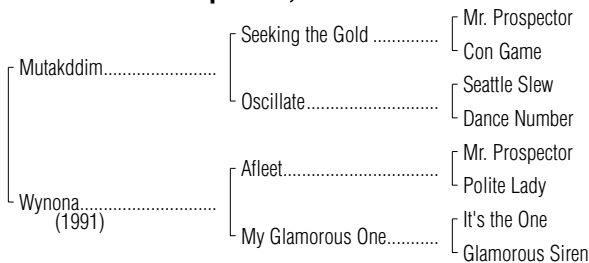 Mr. Prospector
Seeking the Gold ..............
Con Game
Mutakddim........................
Seattle Slew
Oscillate............................
Dance Number
Mr. Prospector
Afleet.................................
Polite Lady
Wynona.............................
(1991)
It's the One
My Glamorous One...........
Glamorous Siren